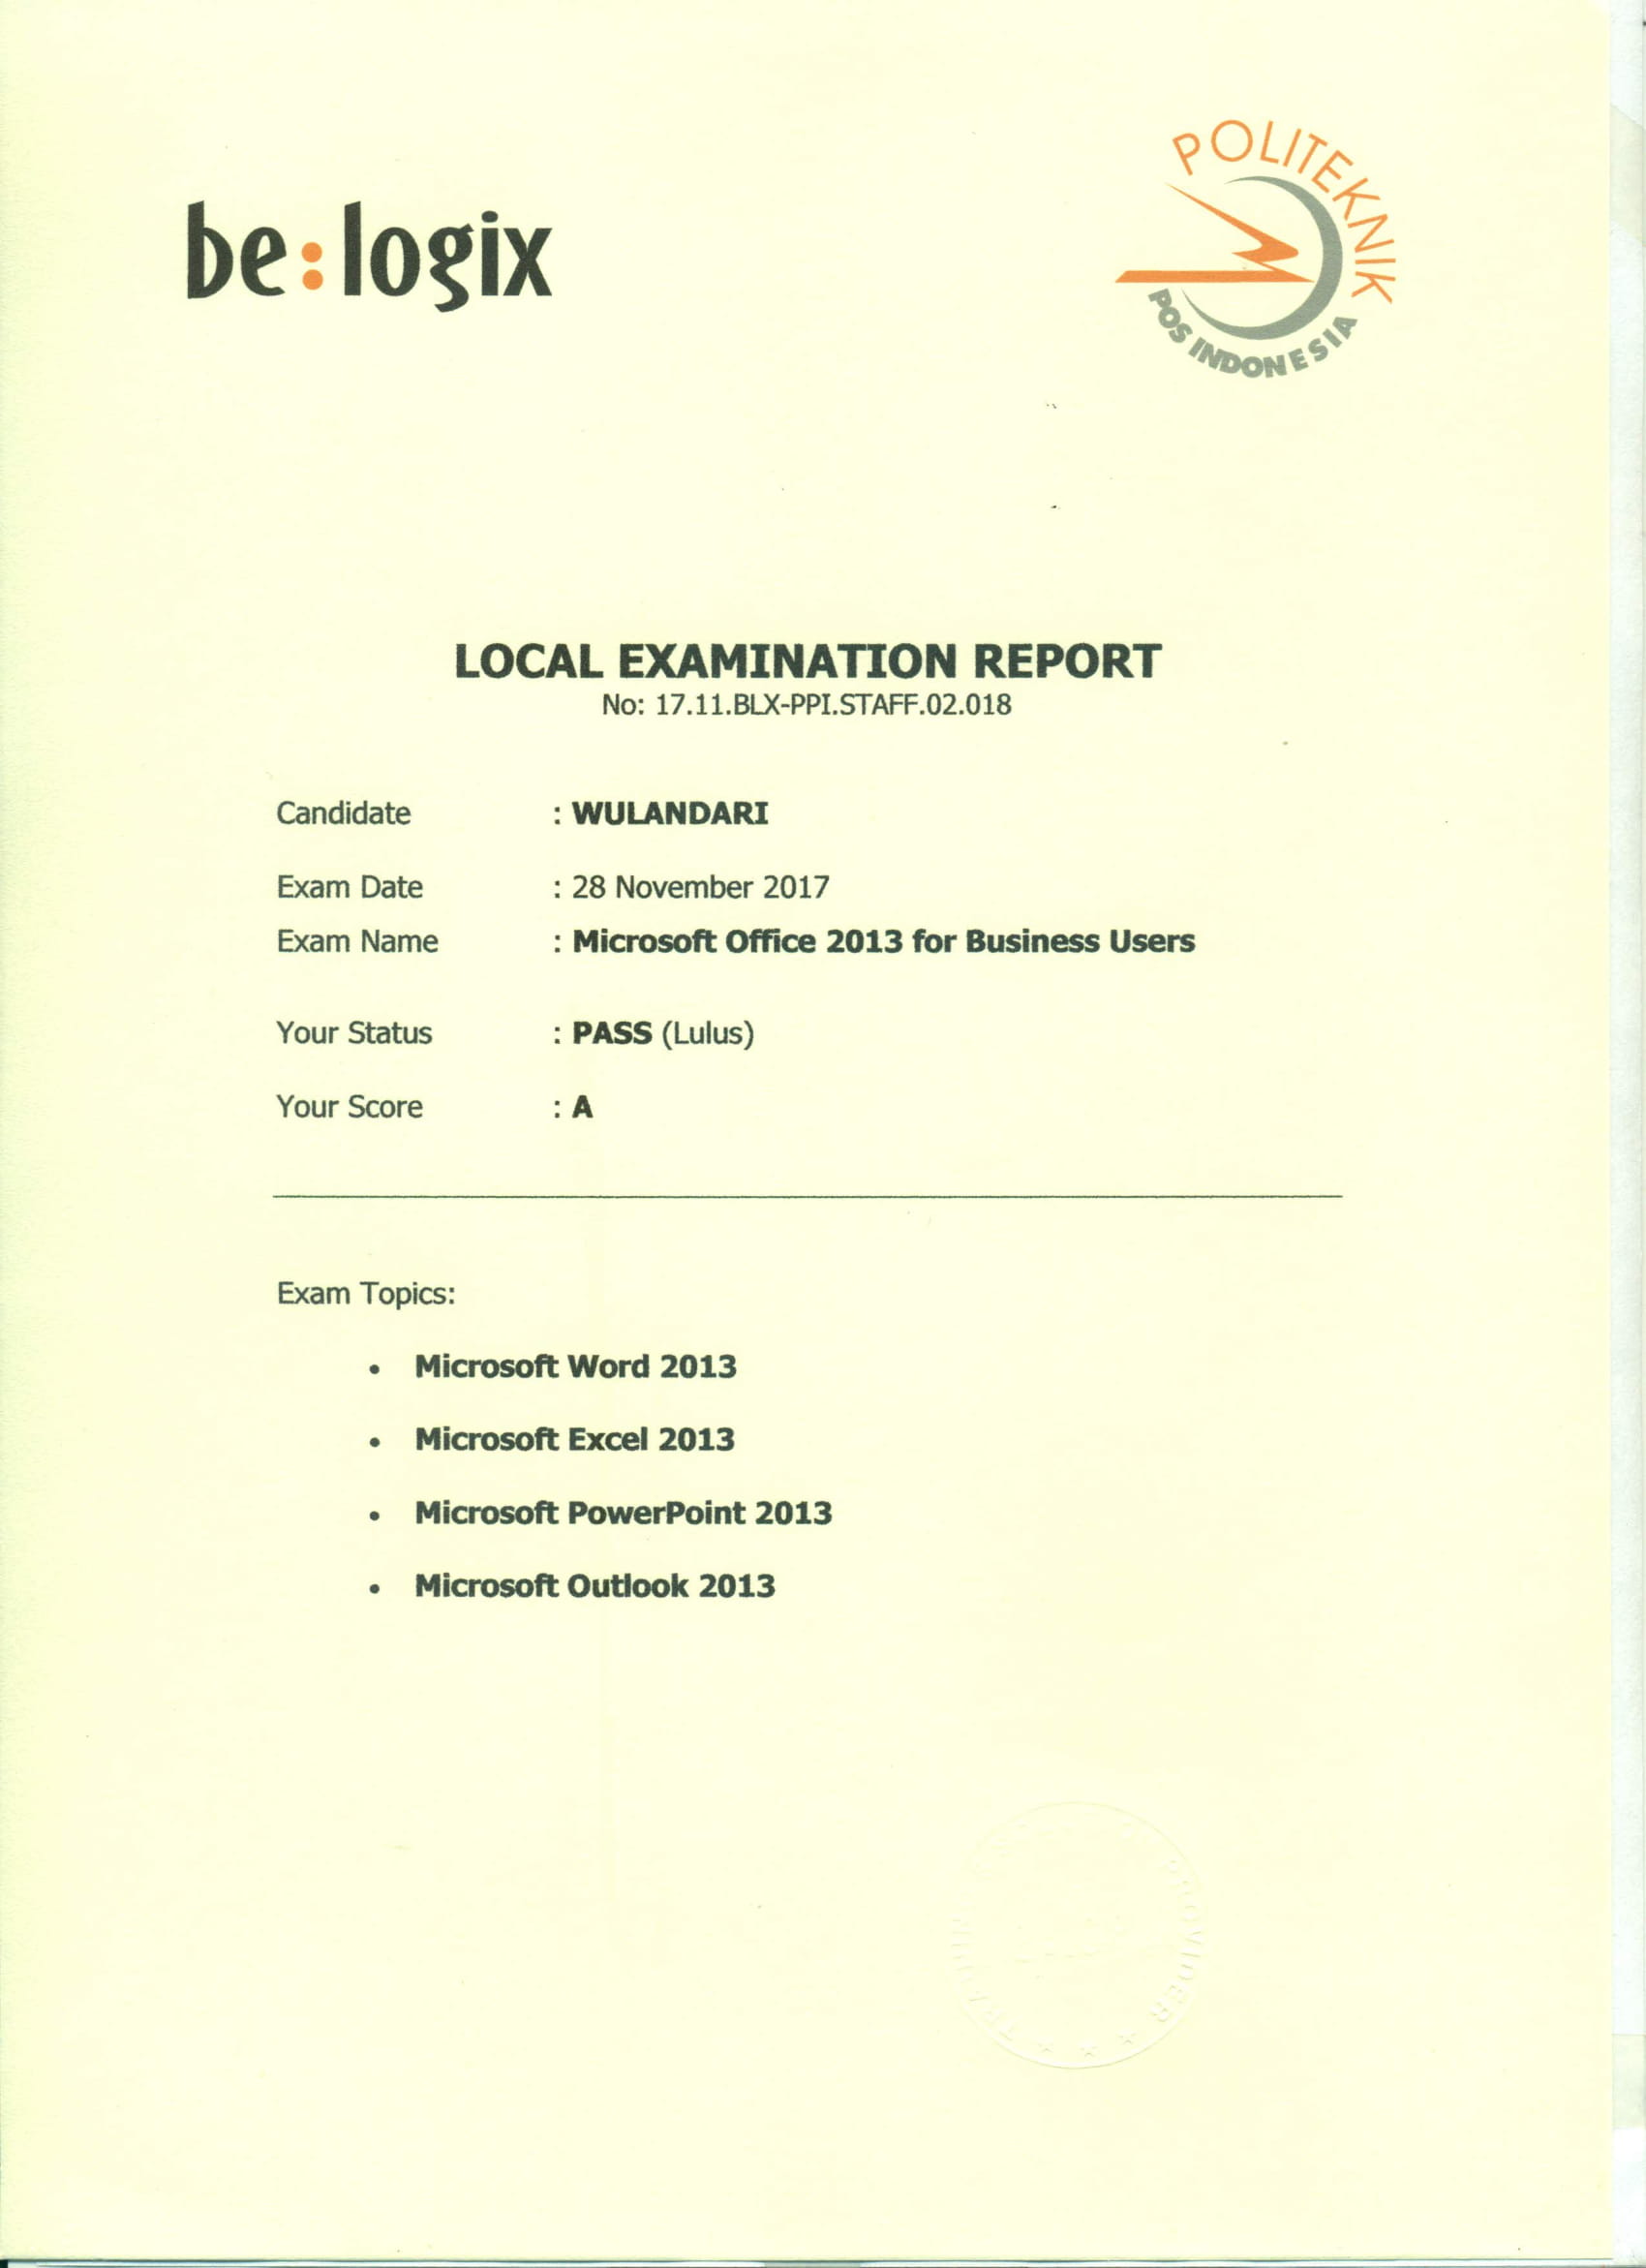 be:logix
POLITEKNIK
POS INDONESIA
LOCAL EXAMINATION REPORT
No: 17.11.BLX-PPI.STAFF.02.018
Candidate : WULANDARI
Exam Date : 28 November 2017
Exam Name : Microsoft Office 2013 for Business Users
Your Status : PASS (Lulus)
Your Score : A
Exam Topics:
• Microsoft Word 2013
• Microsoft Excel 2013
• Microsoft PowerPoint 2013
• Microsoft Outlook 2013